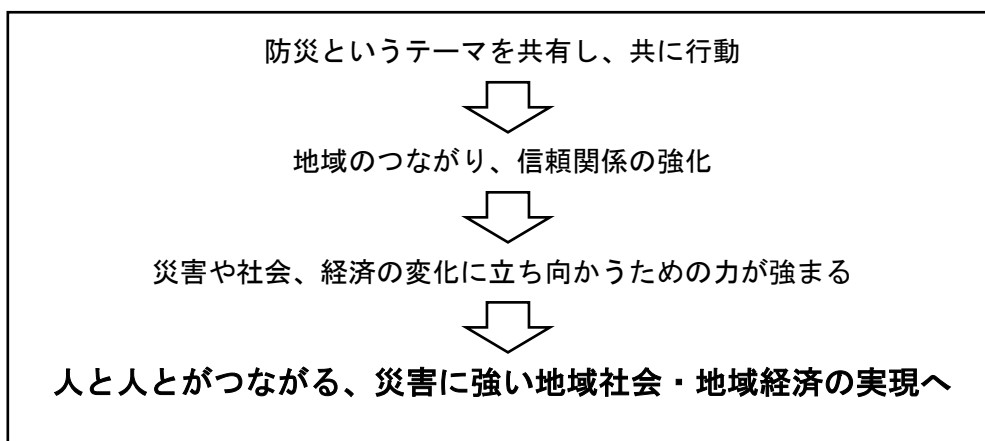 防災というテーマを共有し、共に行動
地域のつながり、信頼関係の強化
災害や社会、経済の変化に立ち向かうための力が強まる
人と人とがつながる、災害に強い地域社会・地域経済の実現へ